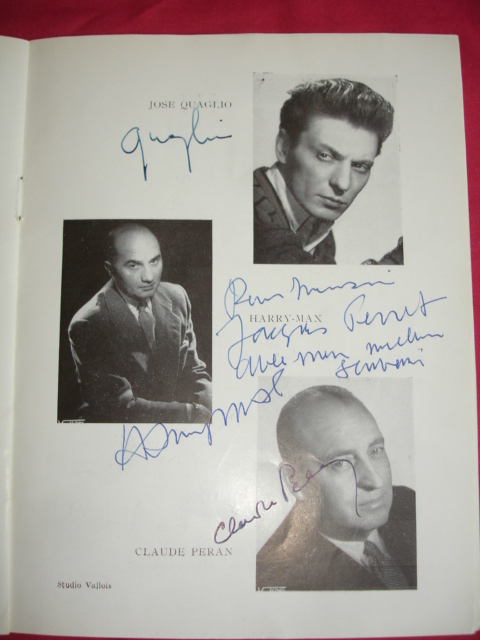 JOSE QUAGLIO
Quaglio
HARRY-MAX
Pour Monsieur
Jacques Perret
avec mon meilleur
souvenir
Harry Max
Claude Peran
CLAUDE PERAN
Studio Vallois